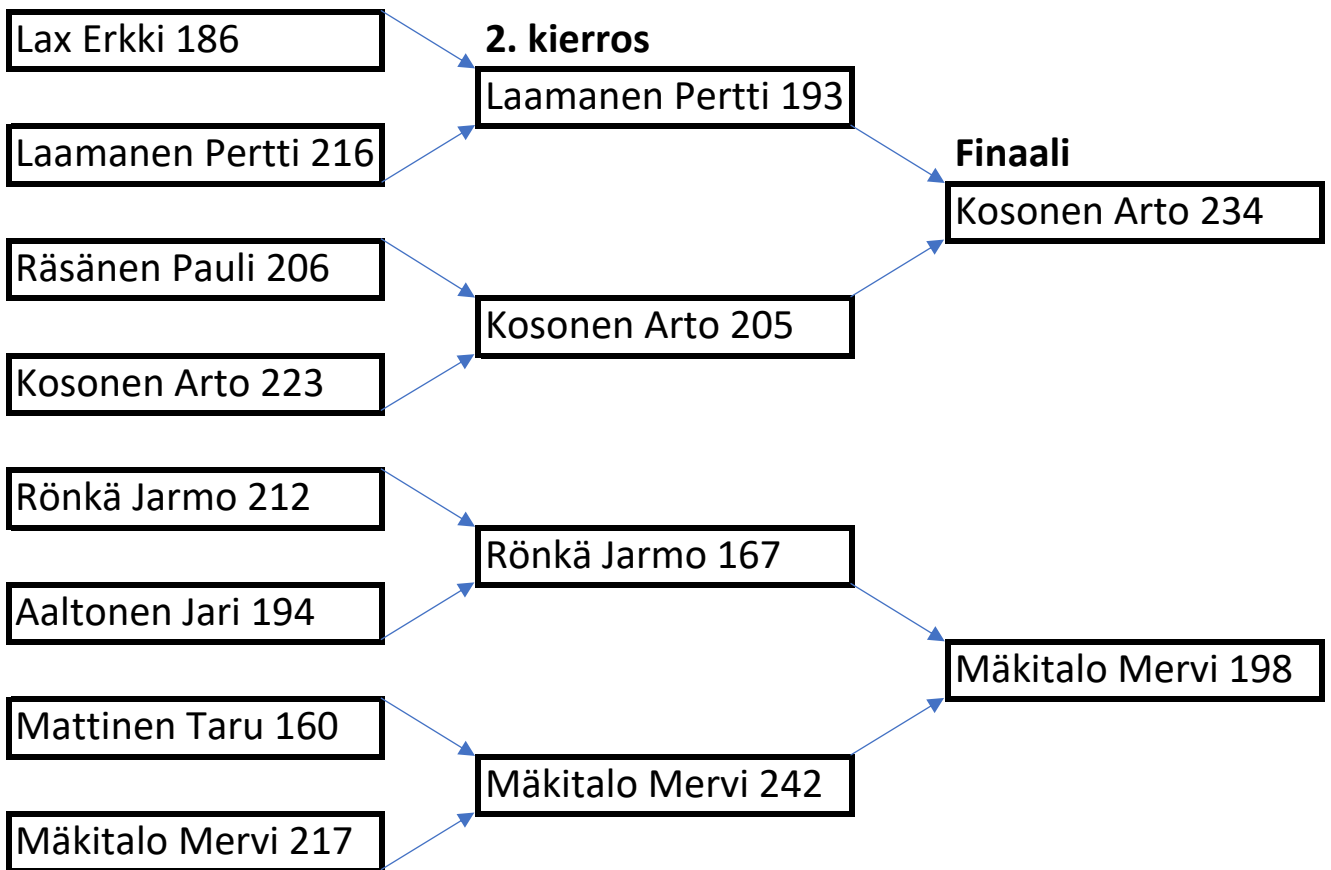 Lax Erkki 186
Laamanen Pertti 216
Räsänen Pauli 206
Kosonen Arto 223
Rönkä Jarmo 212
Aaltonen Jari 194
Mattinen Taru 160
Mäkitalo Mervi 217
2. kierros
Laamanen Pertti 193
Kosonen Arto 205
Rönkä Jarmo 167
Mäkitalo Mervi 242
Finaali
Kosonen Arto 234
Mäkitalo Mervi 198